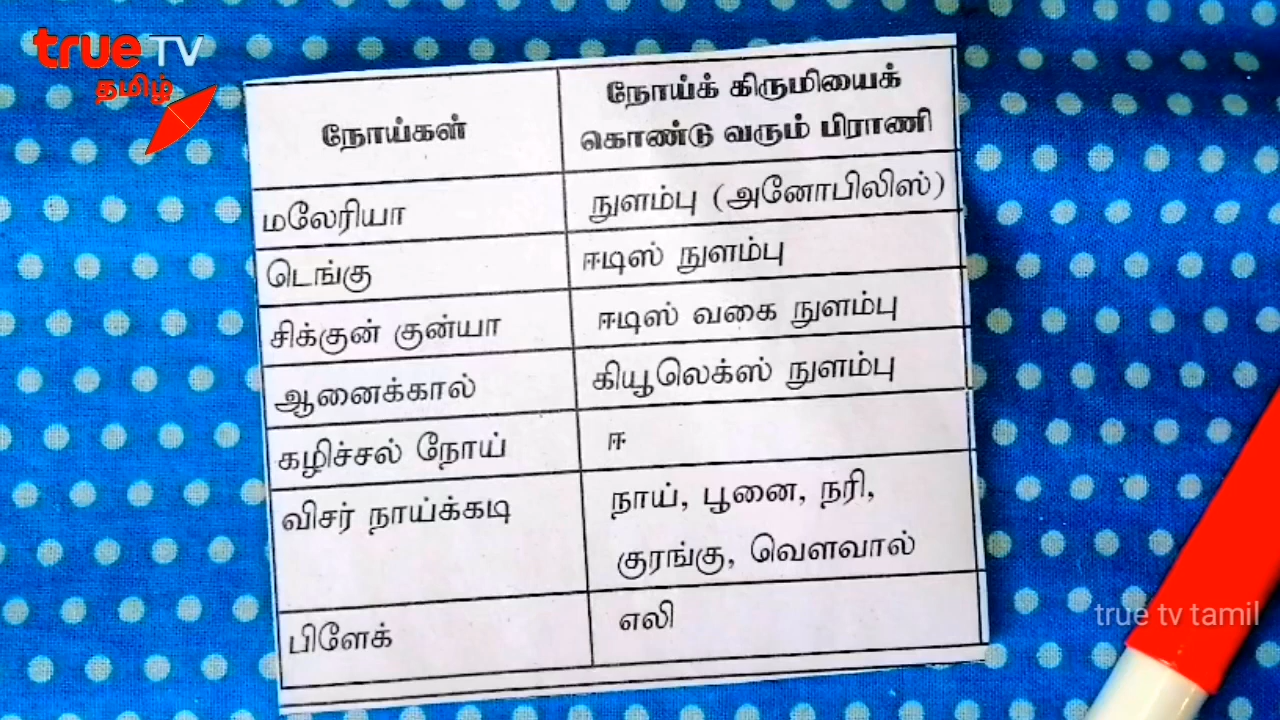 true TV
தமிழ்
நோய்கள்
நோய்க் கிருமியைக்
கொண்டு வரும் பிராணி
மலேரியா
நுளம்பு (அனோபிலிஸ்)
டெங்கு
ஈடிஸ் நுளம்பு
சிக்குன் குன்யா
ஈடிஸ் வகை நுளம்பு
ஆனைக்கால்
கியூலெக்ஸ் நுளம்பு
கழிச்சல் நோய்
ஈ
விசர் நாய்க்கடி
நாய், பூனை, நரி,
குரங்கு, வெளவால்
பிளேக்
எலி
true tv tamil